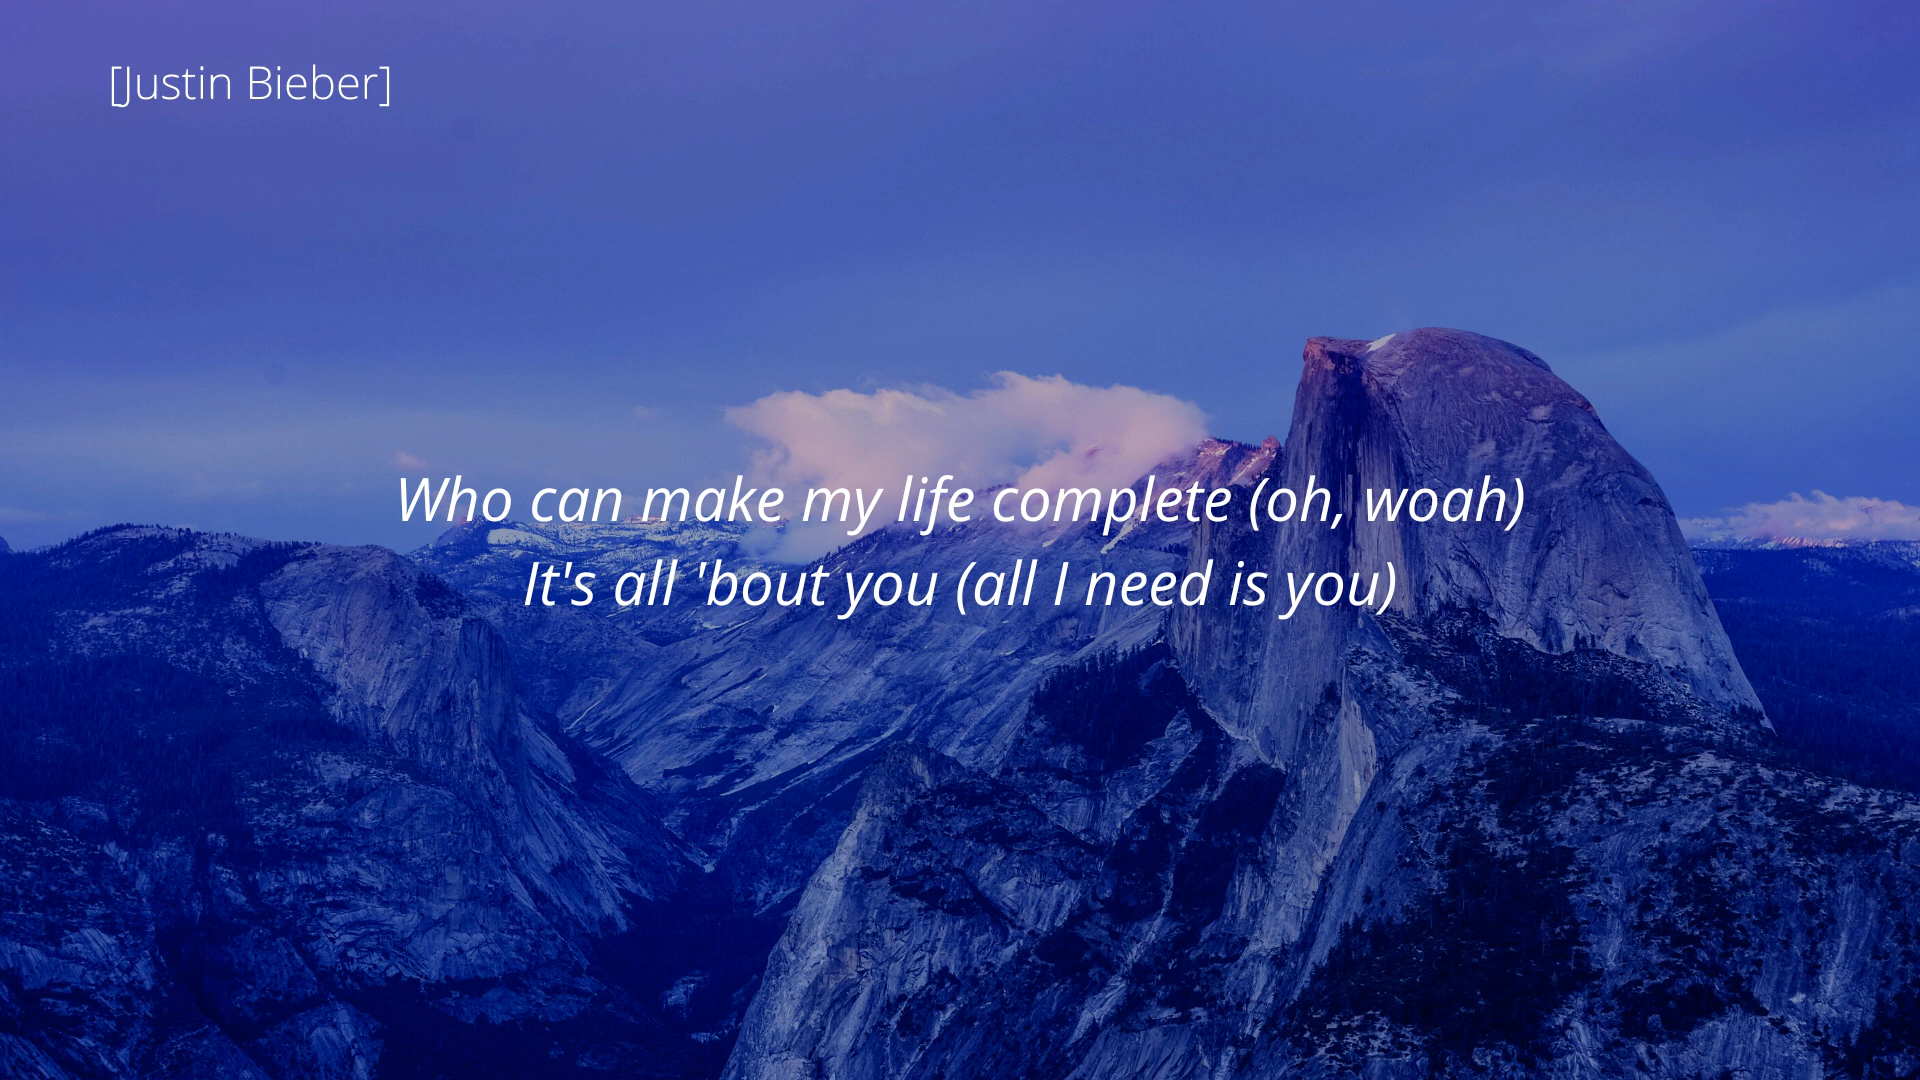 [Justin Bieber]
Who can make my life complete (oh, woah)
It's all 'bout you (all I need is you)